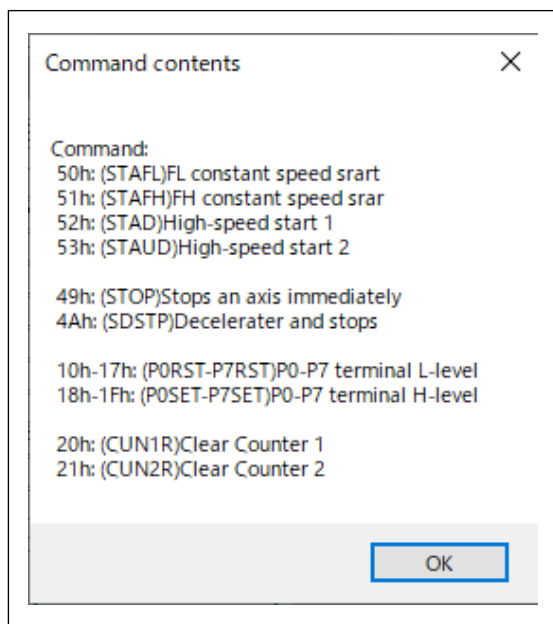 Command contents
Command:
50h: (STAFL)FL constant speed srart
51h: (STAFH)FH constant speed srar
52h: (STAD)High-speed start 1
53h: (STAUD)High-speed start 2
49h: (STOP)Stops an axis immediately
4Ah: (SDSTP)Decelerater and stops
10h-17h: (P0RST-P7RST)P0-P7 terminal L-level
18h-1Fh: (P0SET-P7SET)P0-P7 terminal H-level
20h: (CUN1R)Clear Counter 1
21h: (CUN2R)Clear Counter 2
OK